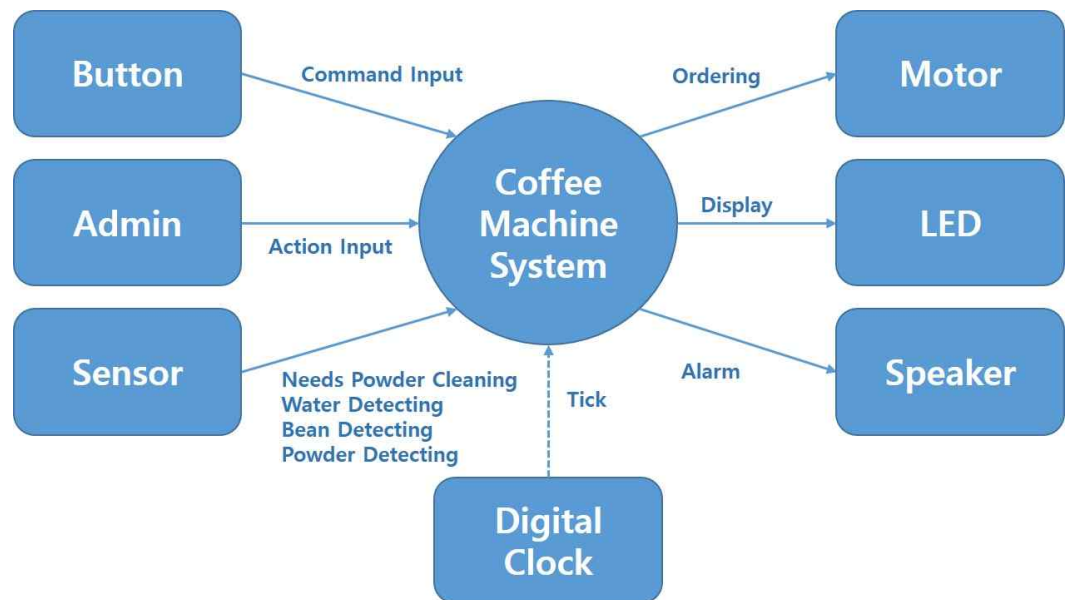 Button
Command Input
Ordering
Motor
Admin
Action Input
Coffee
Machine
System
Display
LED
Sensor
Needs Powder Cleaning
Water Detecting
Bean Detecting
Powder Detecting
Tick
Alarm
Speaker
Digital
Clock